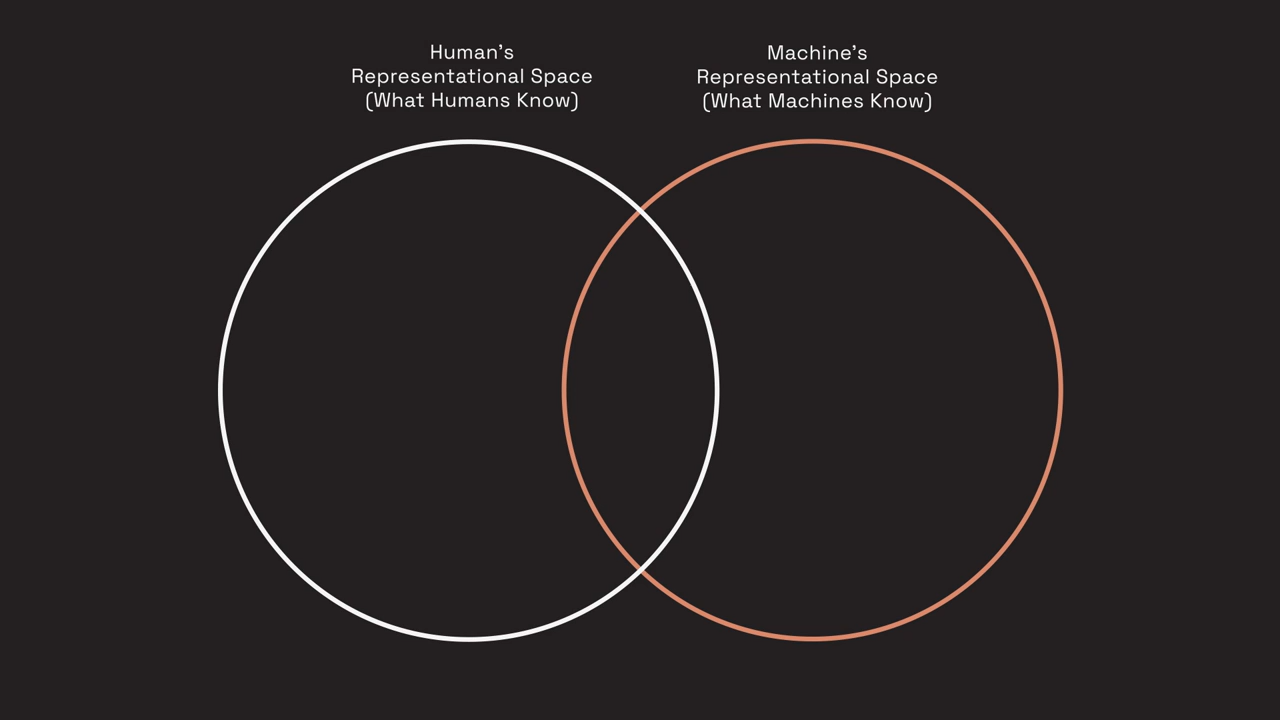 Human’s
Representational Space
(What Humans Know)
Machine’s
Representational Space
(What Machines Know)